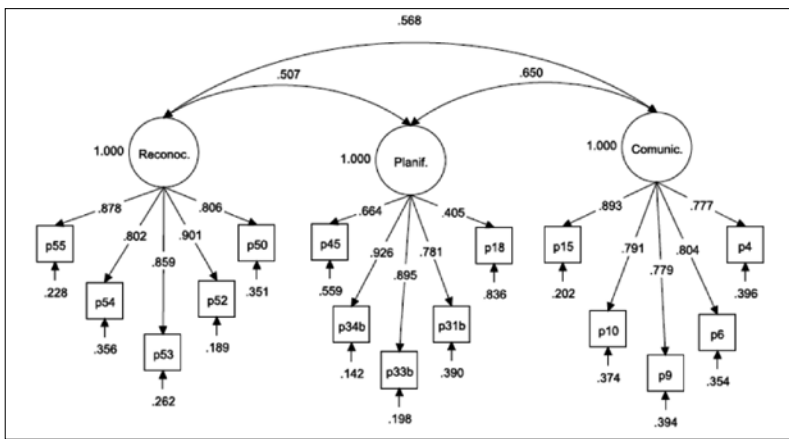 .568
.507
.650
1.000
Reconoc.
1.000
Planif.
1.000
Comunic.
.878
.802
.859
.901
.806
.664
.926
.895
.781
.405
.893
.791
.779
.804
.777
p55
p54
p53
p52
p50
p45
p34b
p33b
p31b
p18
p15
p10
p9
p6
p4
.228
.356
.262
.189
.351
.559
.142
.198
.390
.836
.202
.374
.394
.354
.396